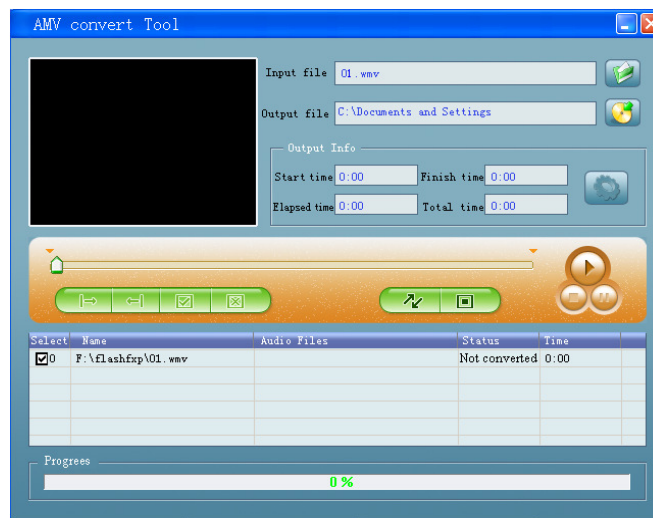 AMV convert Tool
Input file 01.wmv
Output file C:\Documents and Settings
Output Info
Start time 0:00 Finish time 0:00
Elapsed time 0:00 Total time 0:00
Select Name Audio Files Status Time
0 F:\flashfxp\01.wmv Not converted 0:00
Progrees
0 %